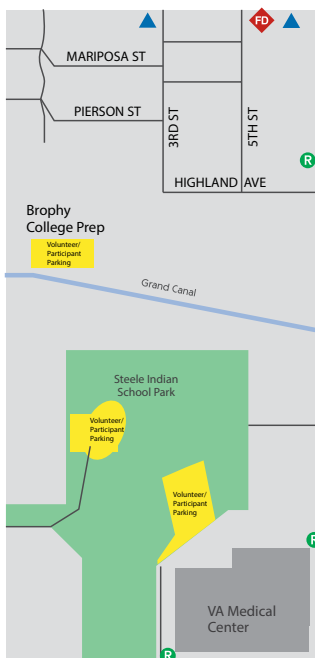 FD
MARIPOSA ST
PIERSON ST
3RD ST
5TH ST
R
HIGHLAND AVE
Brophy
College Prep
Volunteer/
Participant
Parking
Grand Canal
Steele Indian
School Park
Volunteer/
Participant
Parking
Volunteer/
Participant
Parking
R
VA Medical
Center
R